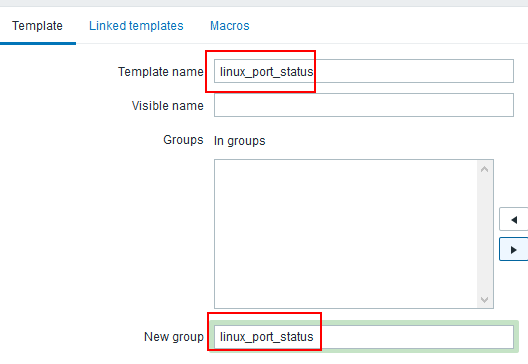 Template Linked templates Macros
Template name linux_port_status
Visible name
Groups In groups
New group linux_port_status